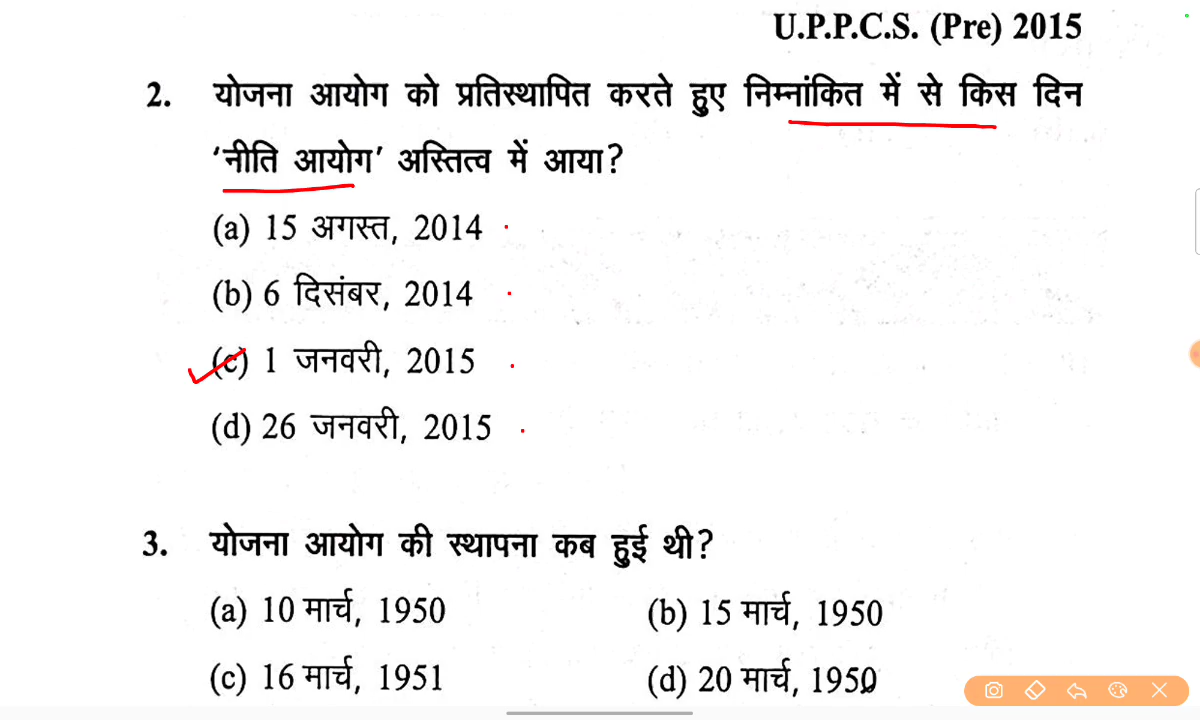 U.P.P.C.S. (Pre) 2015
2. योजना आयोग को प्रतिस्थापित करते हुए निम्नांकित में से किस दिन
'नीति आयोग' अस्तित्व में आया?
(a) 15 अगस्त, 2014
(b) 6 दिसंबर, 2014
(c) 1 जनवरी, 2015
(d) 26 जनवरी, 2015
3. योजना आयोग की स्थापना कब हुई थी?
(a) 10 मार्च, 1950 (b) 15 मार्च, 1950
(c) 16 मार्च, 1951 (d) 20 मार्च, 1950